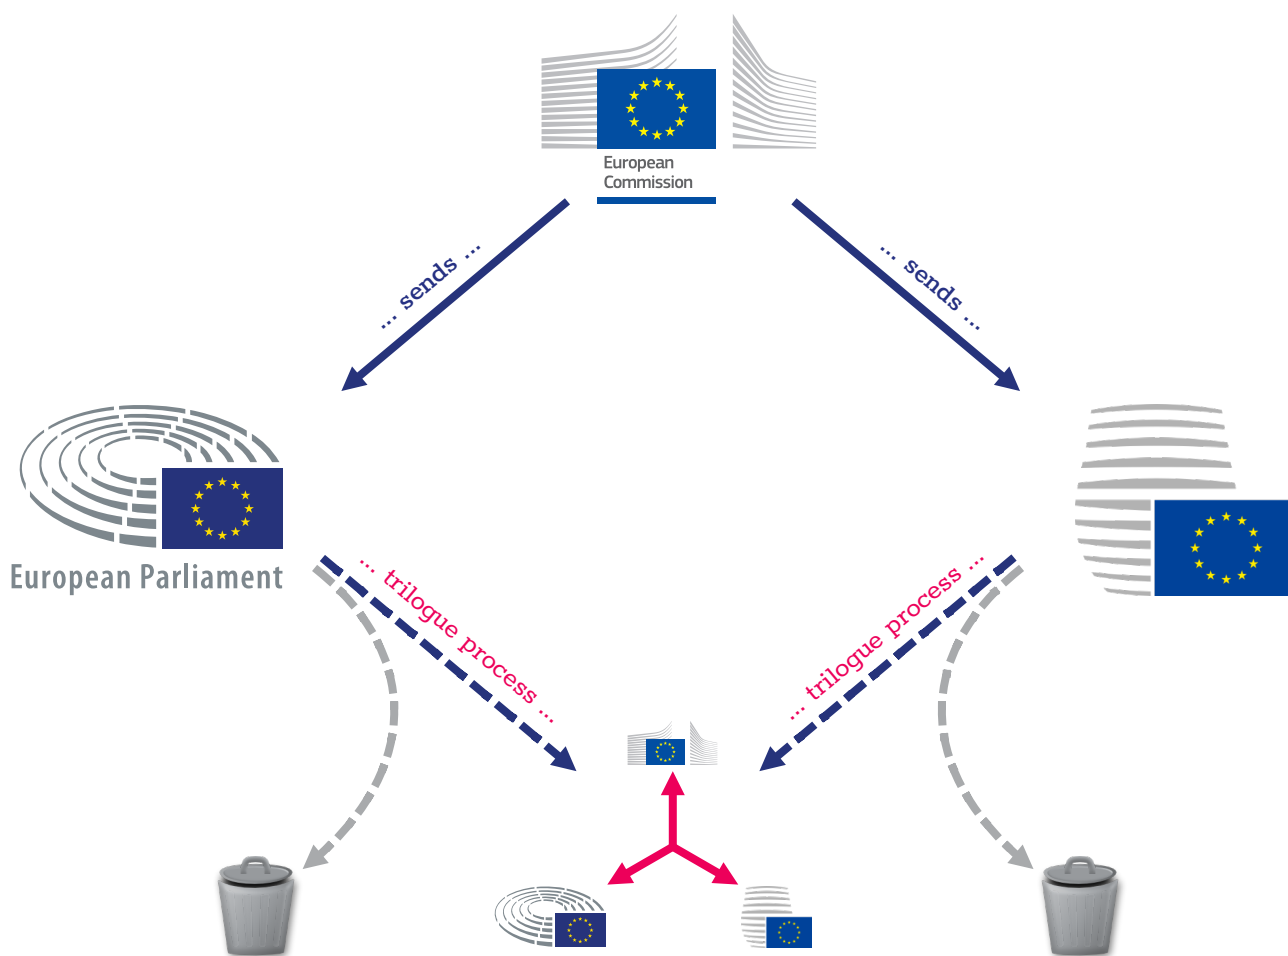 European
Commission
... sends ...
... sends ...
European Parliament
... trilogue process ...
... trilogue process ...